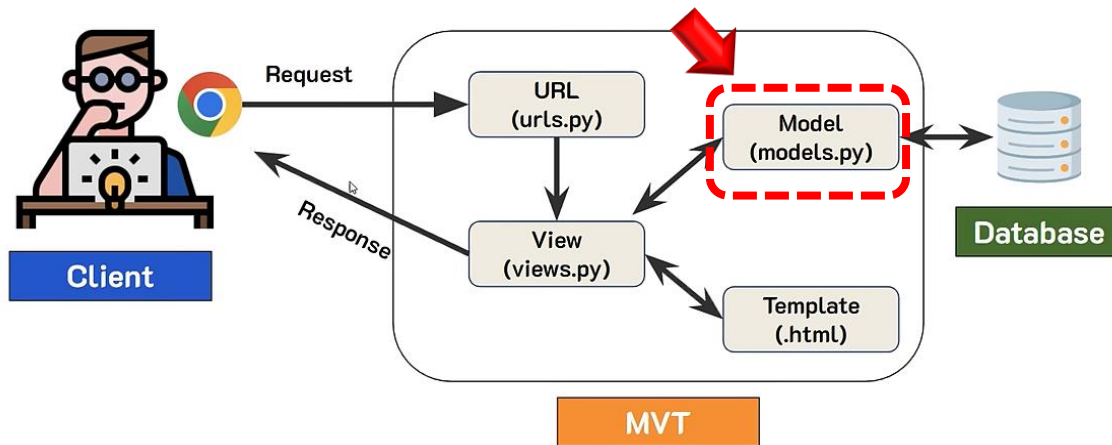 Request
URL
(urls.py)
Model
(models.py)
Response
View
(views.py)
Database
Client
Template
(.html)
MVT